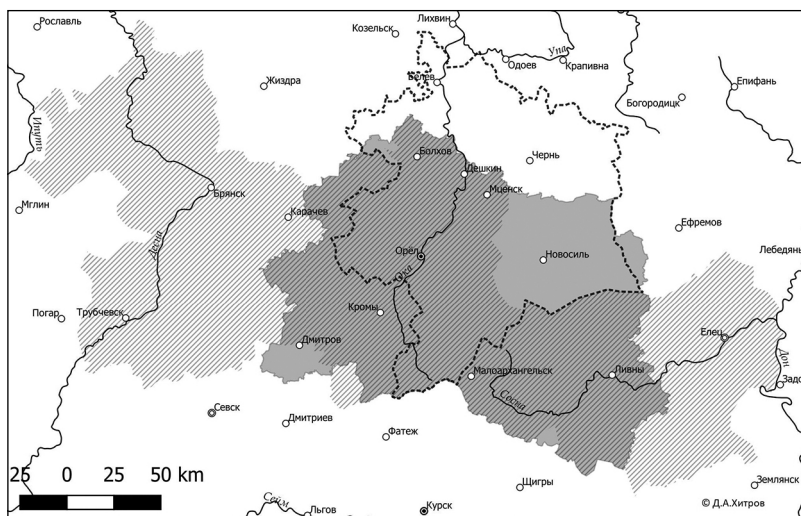 Рославль
Козельск
Лихвин
Упа
Одоев
Крапивна
Жиздра
Белев
Богородицк
Епифань
Ипуть
Болхов
Чернь
Дешкин
Мценск
Брянск
Мглин
Карачев
Ефремов
Десна
Орёл
Ока
Новосиль
Лебедянь
Погар
Трубчевск
Кромы
Елец
Дмитров
Дон
Малоархангельск
Ливны
Задо
Сосна
Севск
Дмитриев
Фатеж
Щигры
Землянск
25 0 25 50 km
Сейм
Льгов
Курск
© Д.А.Хитров